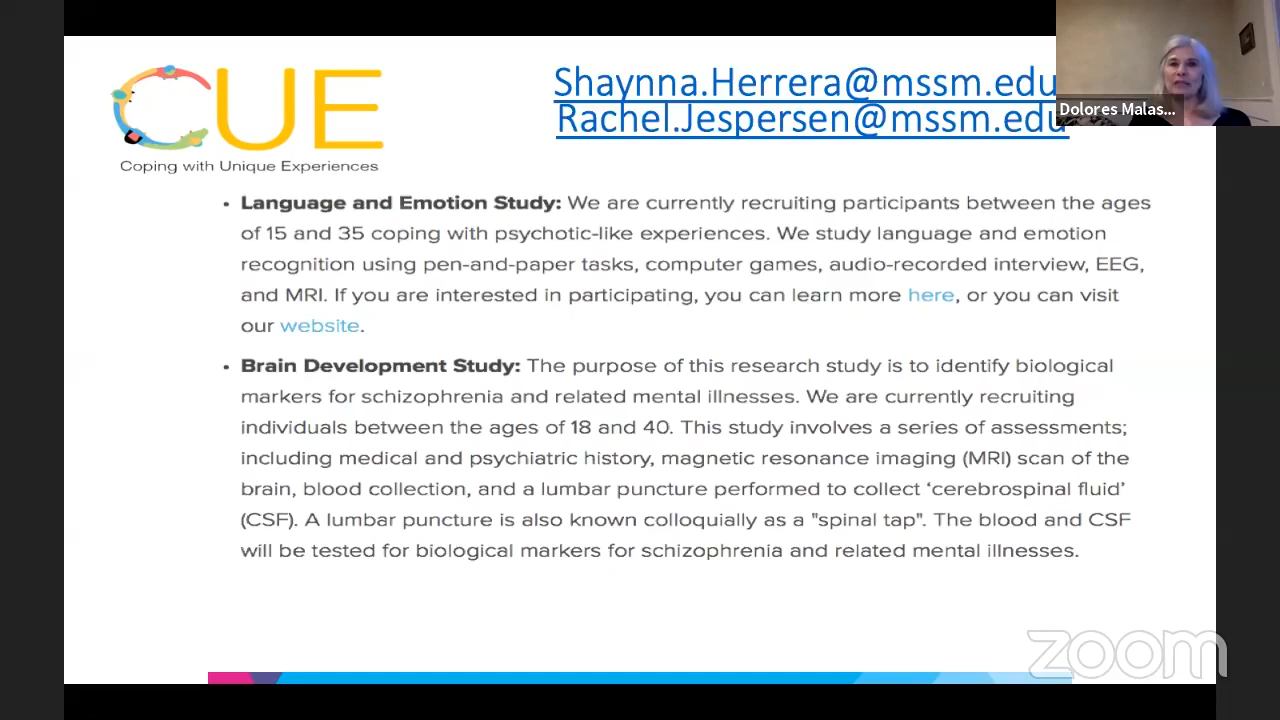 CUE
Coping with Unique Experiences
Shaynna.Herrera@mssm.edu
Rachel.Jespersen@mssm.edu
Dolores Malas...
• Language and Emotion Study: We are currently recruiting participants between the ages
of 15 and 35 coping with psychotic-like experiences. We study language and emotion
recognition using pen-and-paper tasks, computer games, audio-recorded interview, EEG,
and MRI. If you are interested in participating, you can learn more here, or you can visit
our website.
• Brain Development Study: The purpose of this research study is to identify biological
markers for schizophrenia and related mental illnesses. We are currently recruiting
individuals between the ages of 18 and 40. This study involves a series of assessments;
including medical and psychiatric history, magnetic resonance imaging (MRI) scan of the
brain, blood collection, and a lumbar puncture performed to collect ‘cerebrospinal fluid’
(CSF). A lumbar puncture is also known colloquially as a "spinal tap". The blood and CSF
will be tested for biological markers for schizophrenia and related mental illnesses.
zoom